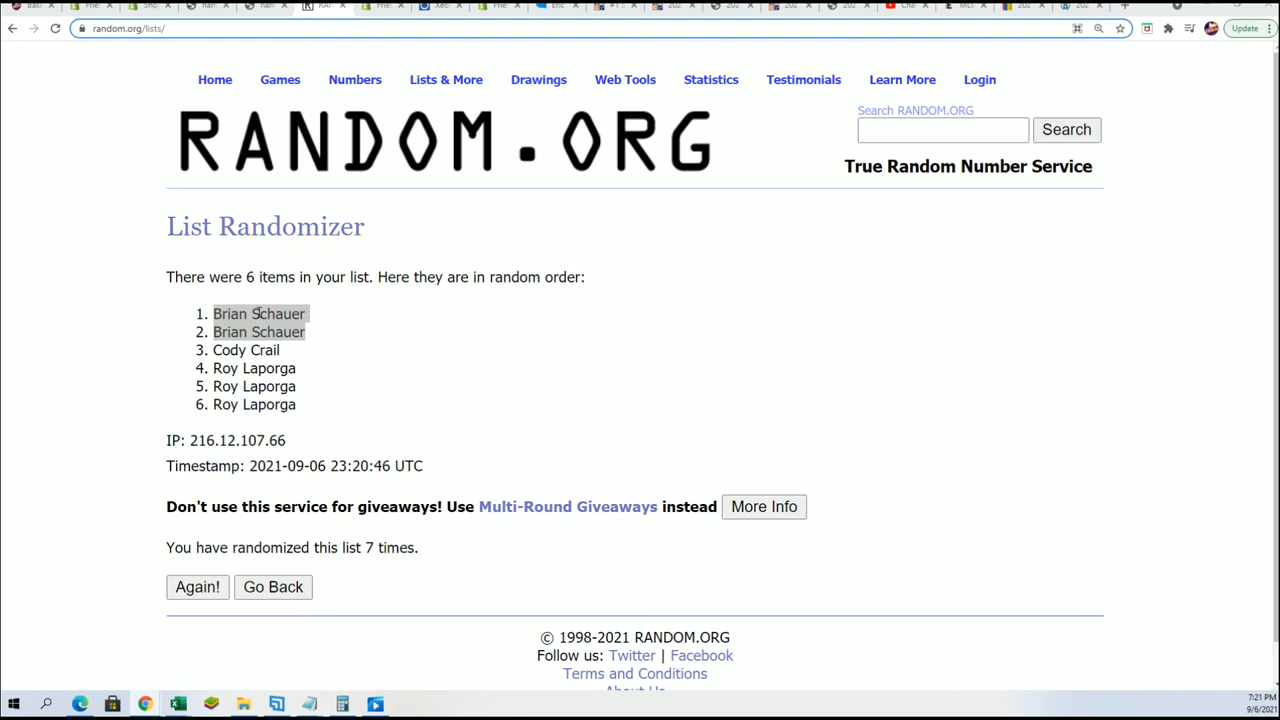 random.org/lists/
Update
Home Games Numbers Lists & More Drawings Web Tools Statistics Testimonials Learn More Login
Search RANDOM.ORG
RANDOM.ORG
Search
True Random Number Service
List Randomizer
There were 6 items in your list. Here they are in random order:
1. Brian Schauer
2. Brian Schauer
3. Cody Crail
4. Roy Laporga
5. Roy Laporga
6. Roy Laporga
IP: 216.12.107.66
Timestamp: 2021-09-06 23:20:46 UTC
Don't use this service for giveaways! Use Multi-Round Giveaways instead More Info
You have randomized this list 7 times.
Again! Go Back
© 1998-2021 RANDOM.ORG
Follow us: Twitter | Facebook
Terms and Conditions
About Us
7:21 PM
9/6/2021